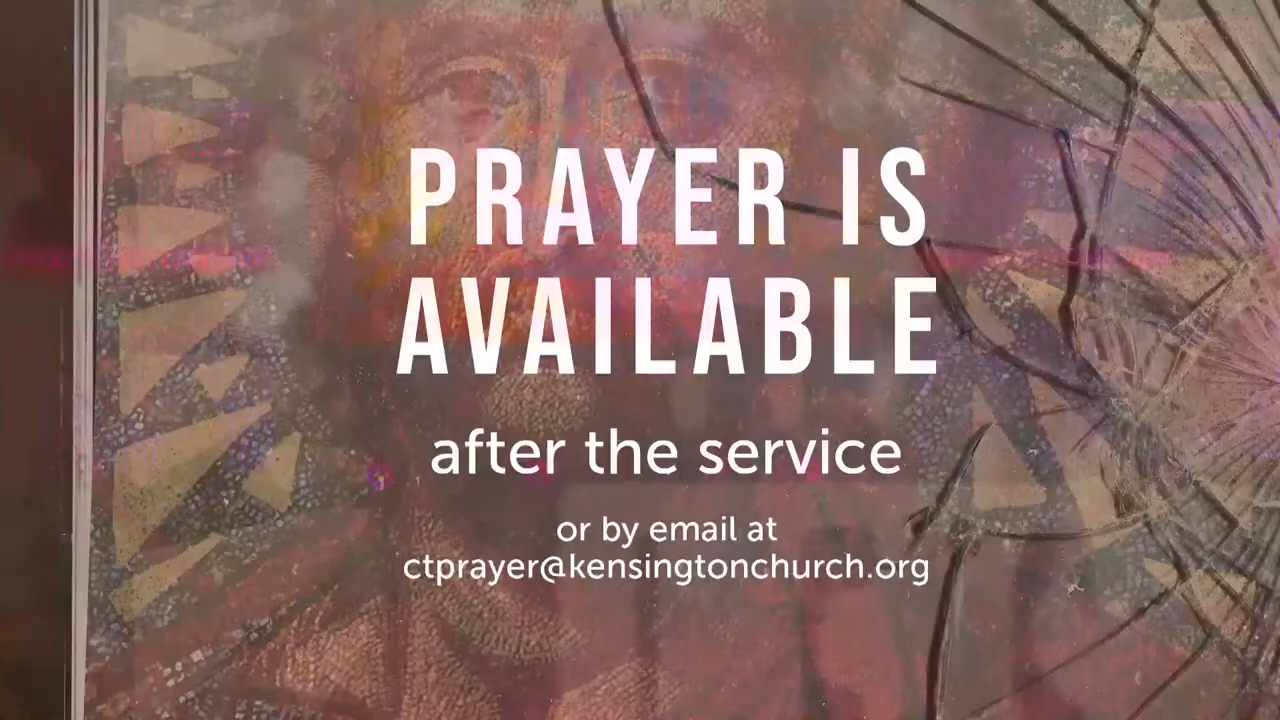 PRAYER IS
AVAILABLE
after the service
or by email at
ctprayer@kensingtonchurch.org